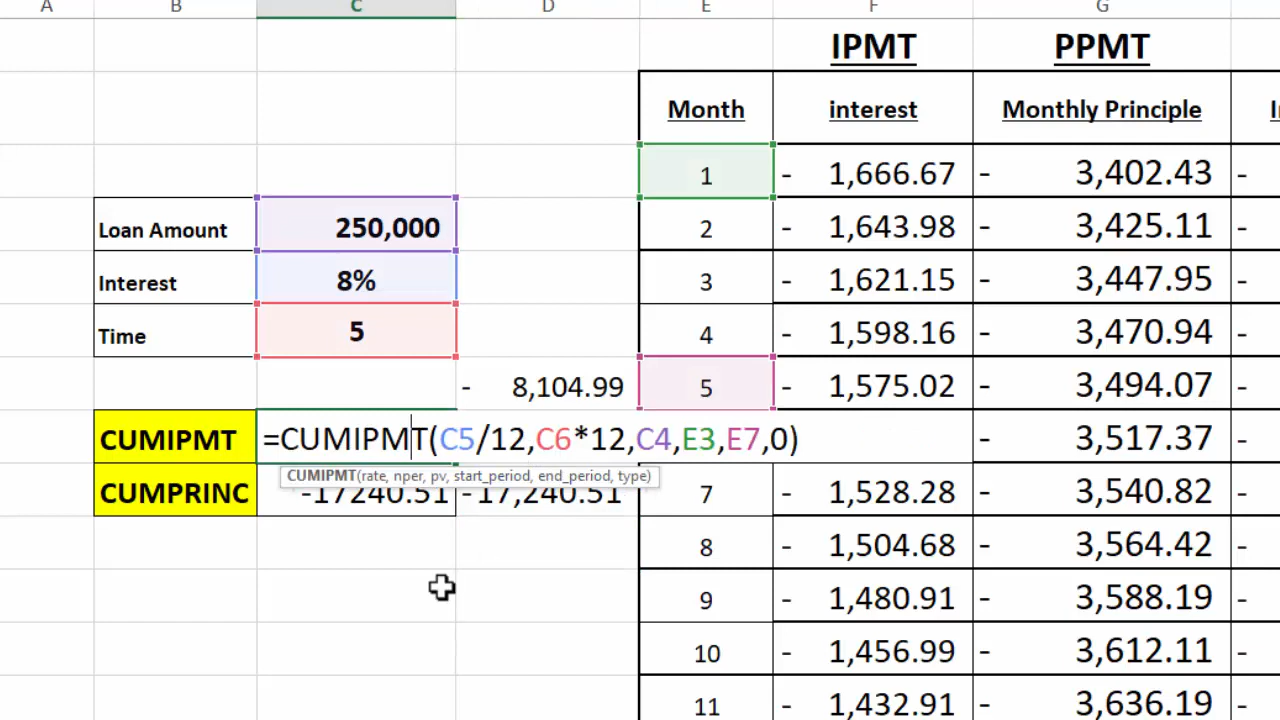 A B C D E F G
IPMT PPMT
Month interest Monthly Principle
1 - 1,666.67 - 3,402.43 -
Loan Amount 250,000 2 - 1,643.98 - 3,425.11 -
Interest 8% 3 - 1,621.15 - 3,447.95 -
Time 5 4 - 1,598.16 - 3,470.94 -
- 8,104.99 5 - 1,575.02 - 3,494.07 -
CUMIPMT =CUMIPMT(C5/12,C6*12,C4,E3,E7,0) - 3,517.37 -
CUMIPMT(rate, nper, pv, start_period, end_period, type)
CUMPRINC -17240.51 - 17,240.51 7 - 1,528.28 - 3,540.82 -
8 - 1,504.68 - 3,564.42 -
9 - 1,480.91 - 3,588.19 -
10 - 1,456.99 - 3,612.11 -
11 - 1,432.91 - 3,636.19 -